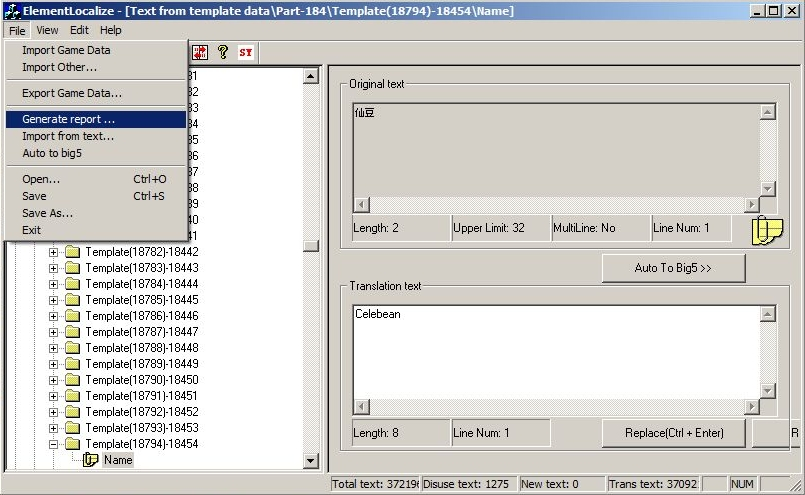 ElementLocalize - [Text from template data\Part-184\Template(18794)-18454\Name]
File View Edit Help
Import Game Data
Import Other...
Export Game Data...
Generate report ...
Import from text...
Auto to big5
Open... Ctrl+O
Save Ctrl+S
Save As...
Exit
? SY
31
32
33
34
35
36
37
38
39
40
41
Template(18782)-18442
Template(18783)-18443
Template(18784)-18444
Template(18785)-18445
Template(18786)-18446
Template(18787)-18447
Template(18788)-18448
Template(18789)-18449
Template(18790)-18450
Template(18791)-18451
Template(18792)-18452
Template(18793)-18453
Template(18794)-18454
Name
Original text
仙豆
Length: 2
Upper Limit: 32
MultiLine: No
Line Num: 1
Auto To Big5 >>
Translation text
Celebean
Length: 8
Line Num: 1
Replace(Ctrl + Enter)
R
Total text: 372196
Disuse text: 1275
New text: 0
Trans text: 37092
NUM